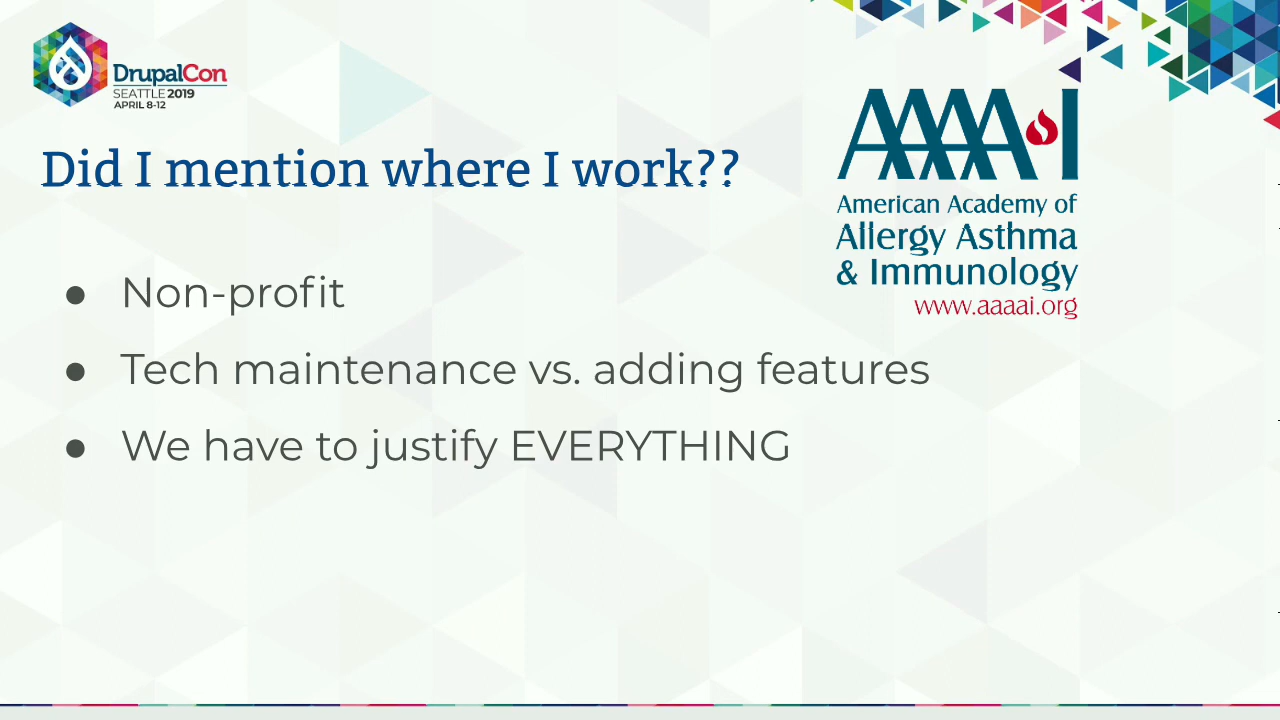 DrupalCon
SEATTLE 2019
APRIL 8-12
Did I mention where I work??
AAAAI
American Academy of
Allergy Asthma
& Immunology
www.aaaai.org
● Non-profit
● Tech maintenance vs. adding features
● We have to justify EVERYTHING